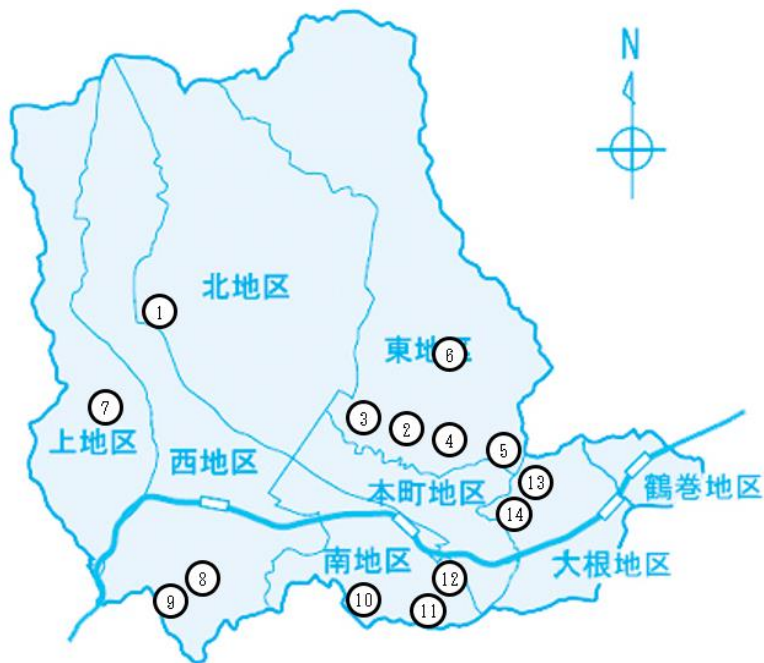 N
北地区
①
東地区
⑥
⑦
③
②
④
上地区
西地区
⑤
本町地区
⑬
鶴巻地区
⑭
南地区
大根地区
⑧
⑫
⑨
⑩
⑪